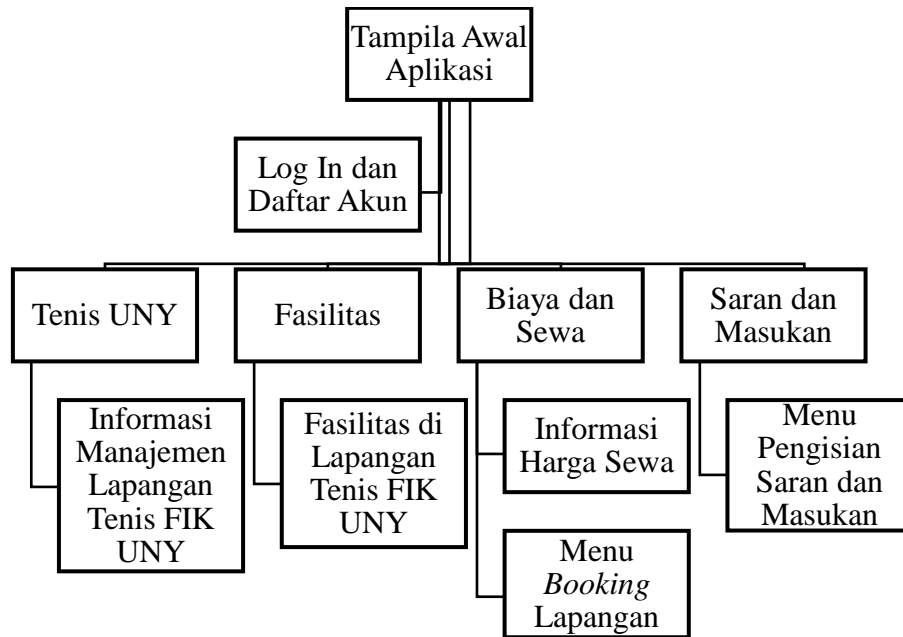 Tampila Awal
Aplikasi
Log In dan
Daftar Akun
Tenis UNY
Fasilitas
Biaya dan
Sewa
Saran dan
Masukan
Informasi
Manajemen
Lapangan
Tenis FIK
UNY
Fasilitas di
Lapangan
Tenis FIK
UNY
Informasi
Harga Sewa
Menu
Booking
Lapangan
Menu
Pengisian
Saran dan
Masukan